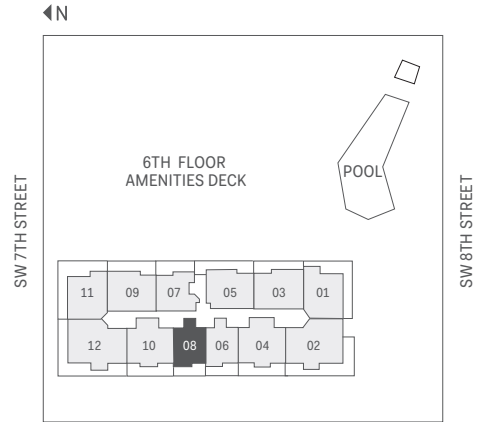 N
6TH FLOOR
AMENITIES DECK
POOL
SW 7TH STREET
SW 8TH STREET
11 09 07 05 03 01
12 10 08 06 04 02